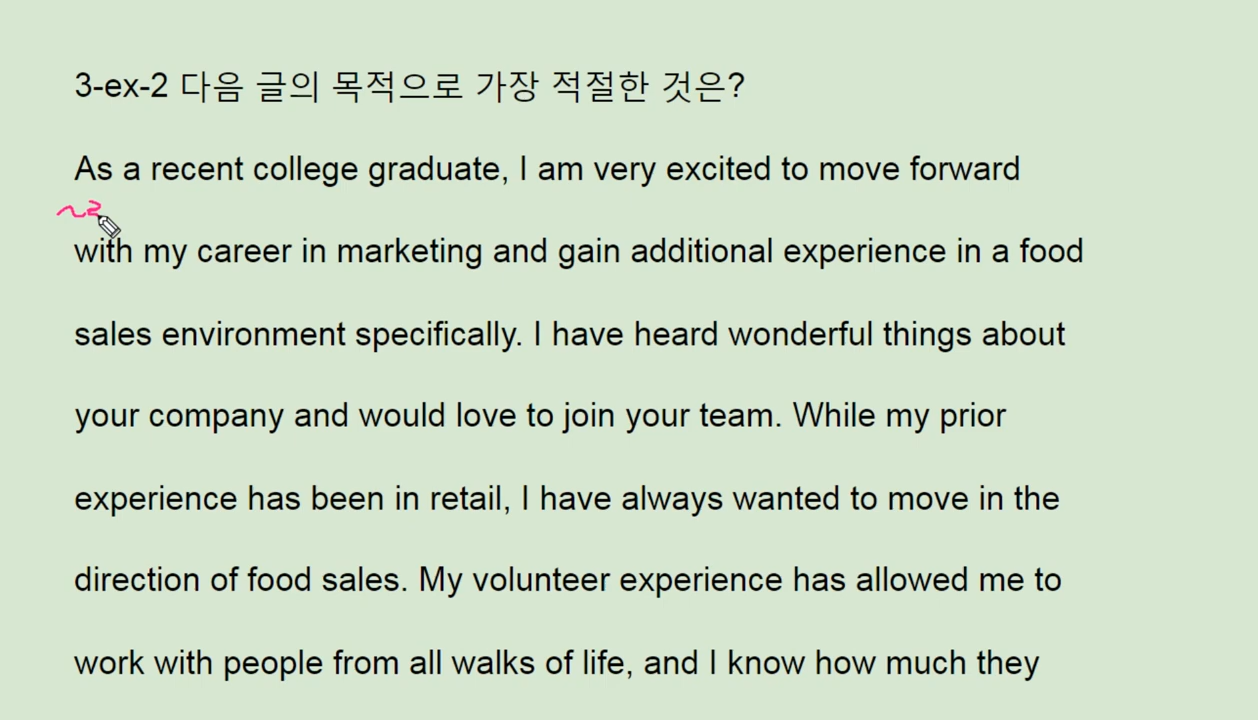 3-ex-2 다음 글의 목적으로 가장 적절한 것은?
As a recent college graduate, I am very excited to move forward
with my career in marketing and gain additional experience in a food
sales environment specifically. I have heard wonderful things about
your company and would love to join your team. While my prior
experience has been in retail, I have always wanted to move in the
direction of food sales. My volunteer experience has allowed me to
work with people from all walks of life, and I know how much they